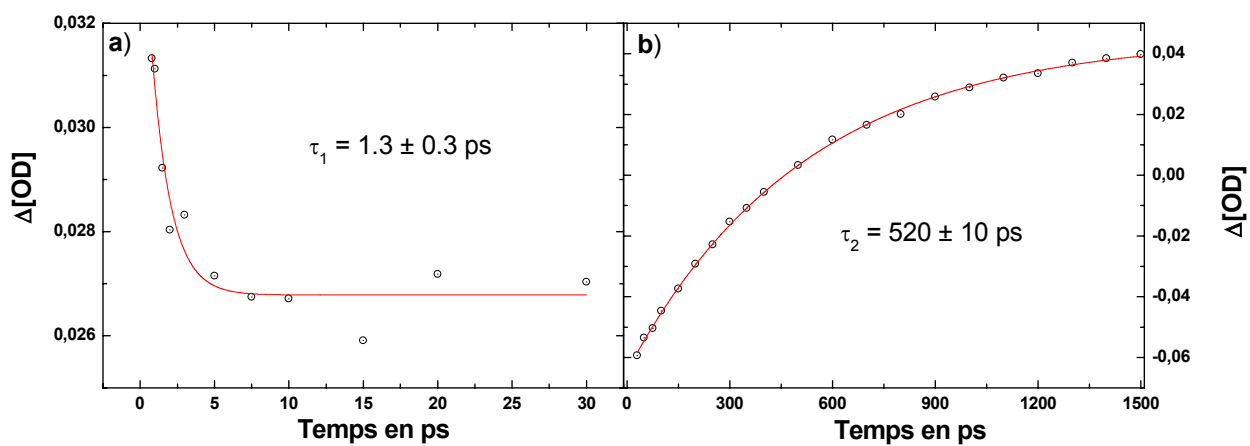 a)
0,032
0,030
0,028
0,026
Δ[OD]
τ1 = 1.3 ± 0.3 ps
0 5 10 15 20 25 30
Temps en ps
b)
0,04
0,02
0,00
-0,02
-0,04
-0,06
Δ[OD]
τ2 = 520 ± 10 ps
0 300 600 900 1200 1500
Temps en ps